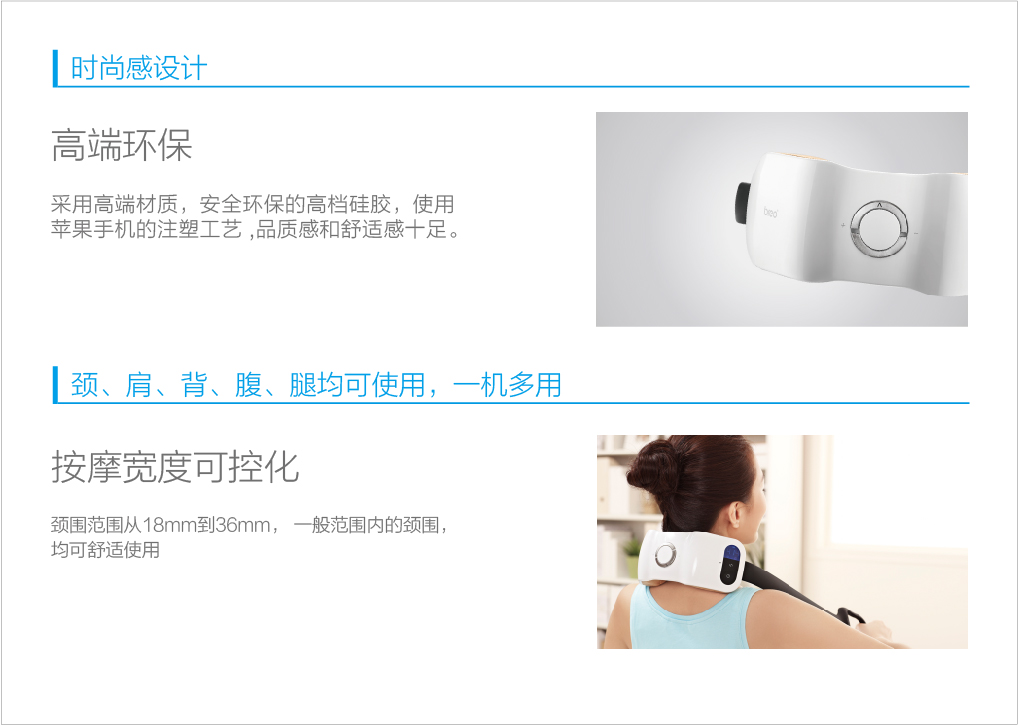 时尚感设计
高端环保
采用高端材质，安全环保的高档硅胶，使用
苹果手机的注塑工艺 ,品质感和舒适感十足。
颈、肩、背、腹、腿均可使用，一机多用
按摩宽度可控化
颈围范围从18mm到36mm， 一般范围内的颈围，
均可舒适使用